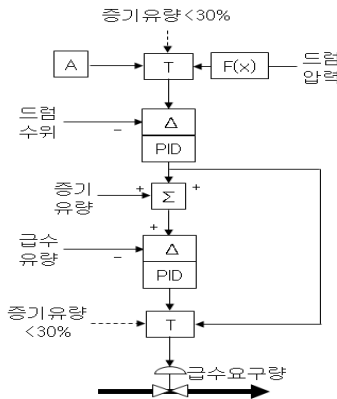 증기유량<30%
A
T
F(x)
드럼
압력
드럼
수위
−
Δ
PID
증기
유량
+
Σ
+
급수
유량
+
−
Δ
PID
증기유량
<30%
T
급수요구량